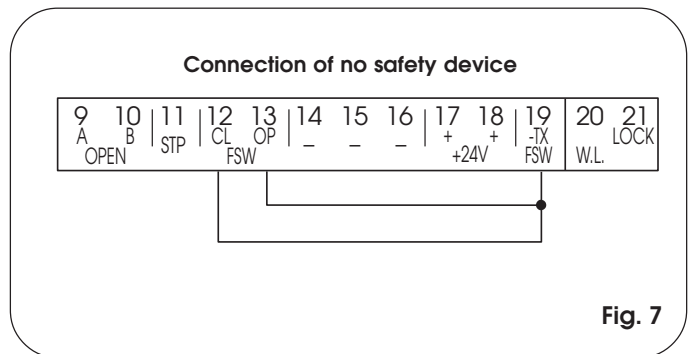 Connection of no safety device
9 10 | 11 | 12 13 | 14 15 16 | 17 18 | 19 20 21
A B STP CL OP _ _ _ + + -TX LOCK
OPEN FSW +24V FSW W.L.
Fig. 7